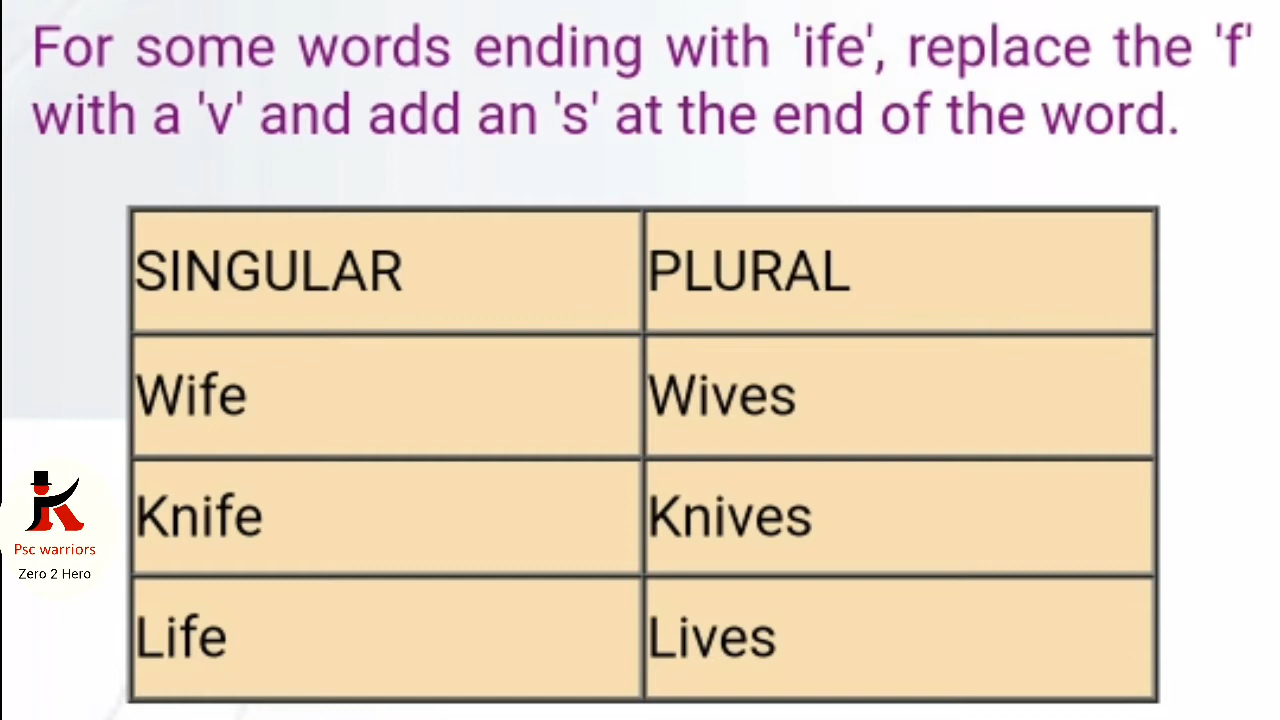 For some words ending with 'ife', replace the 'f'
with a 'v' and add an 's' at the end of the word.
SINGULAR PLURAL
Wife Wives
Knife Knives
Life Lives
Psc warriors
Zero 2 Hero